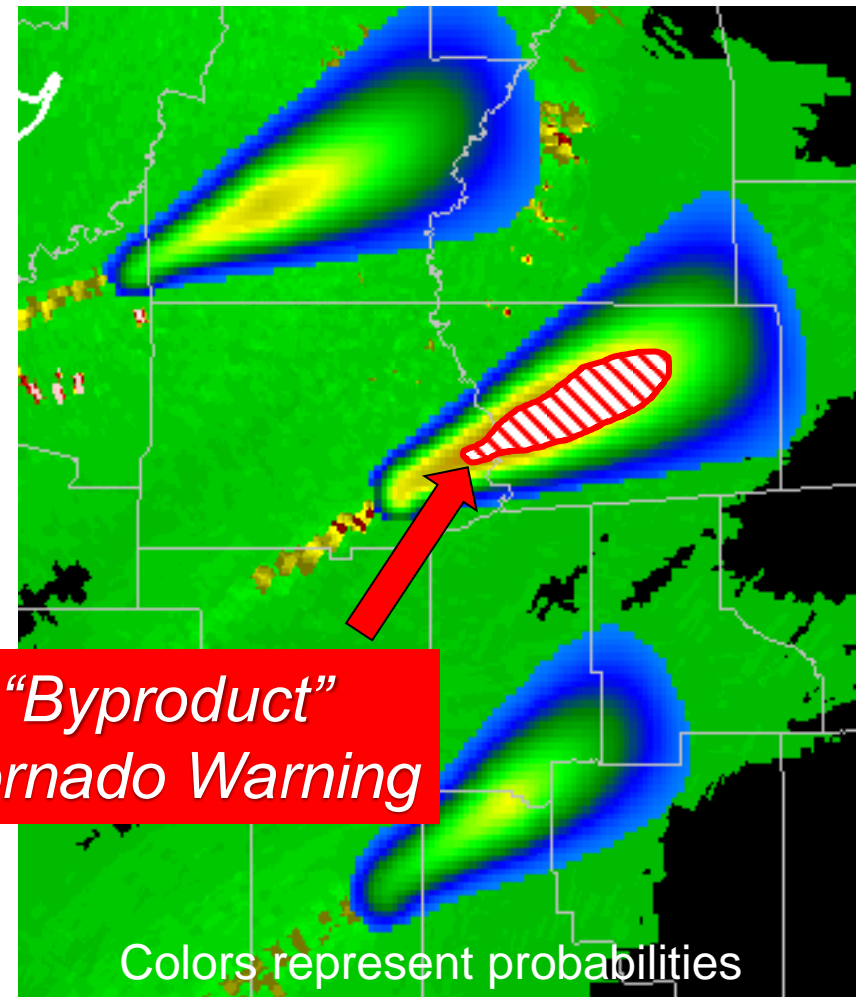 “Byproduct”
ornado Warning
Colors represent probabilities